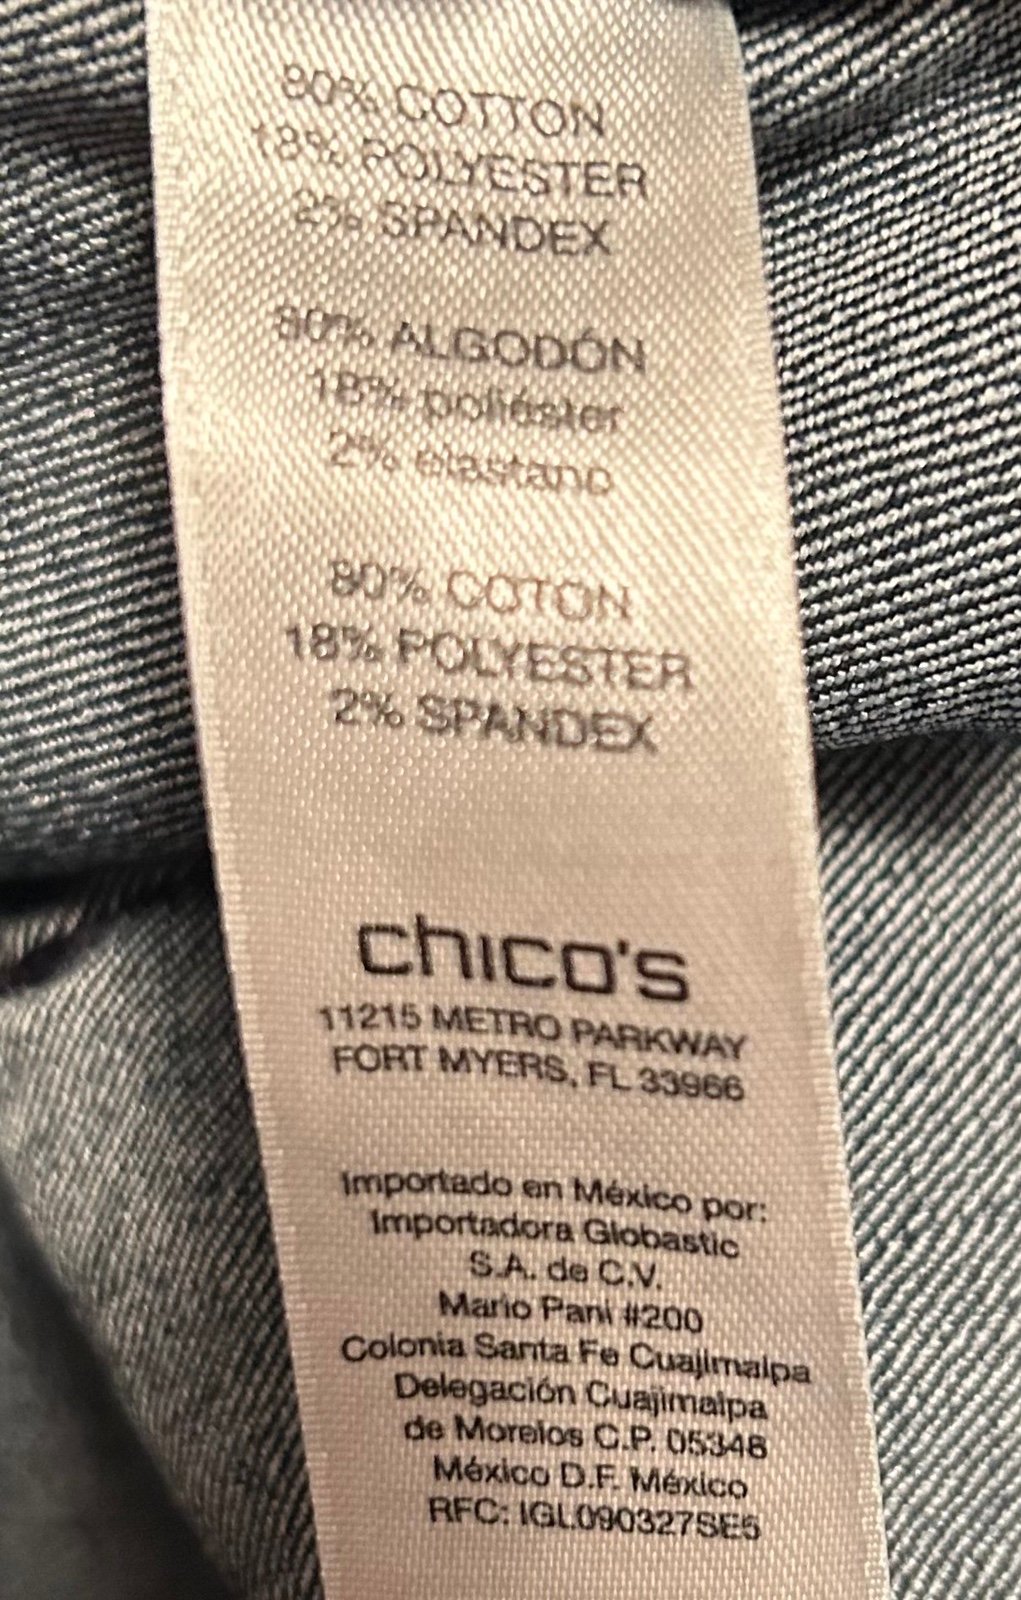 80% COTTON
18% POLYESTER
2% SPANDEX
80% ALGODÓN
18% poliéster
2% elastano
80% COTON
18% POLYESTER
2% SPANDEX
chico's
11215 METRO PARKWAY
FORT MYERS, FL 33966
Importado en México por:
Importadora Globastic
S.A. de C.V.
Mario Pani #200
Colonia Santa Fe Cuajimalpa
Delegación Cuajimalpa
de Morelos C.P. 05348
México D.F. México
RFC: IGL090327SE5